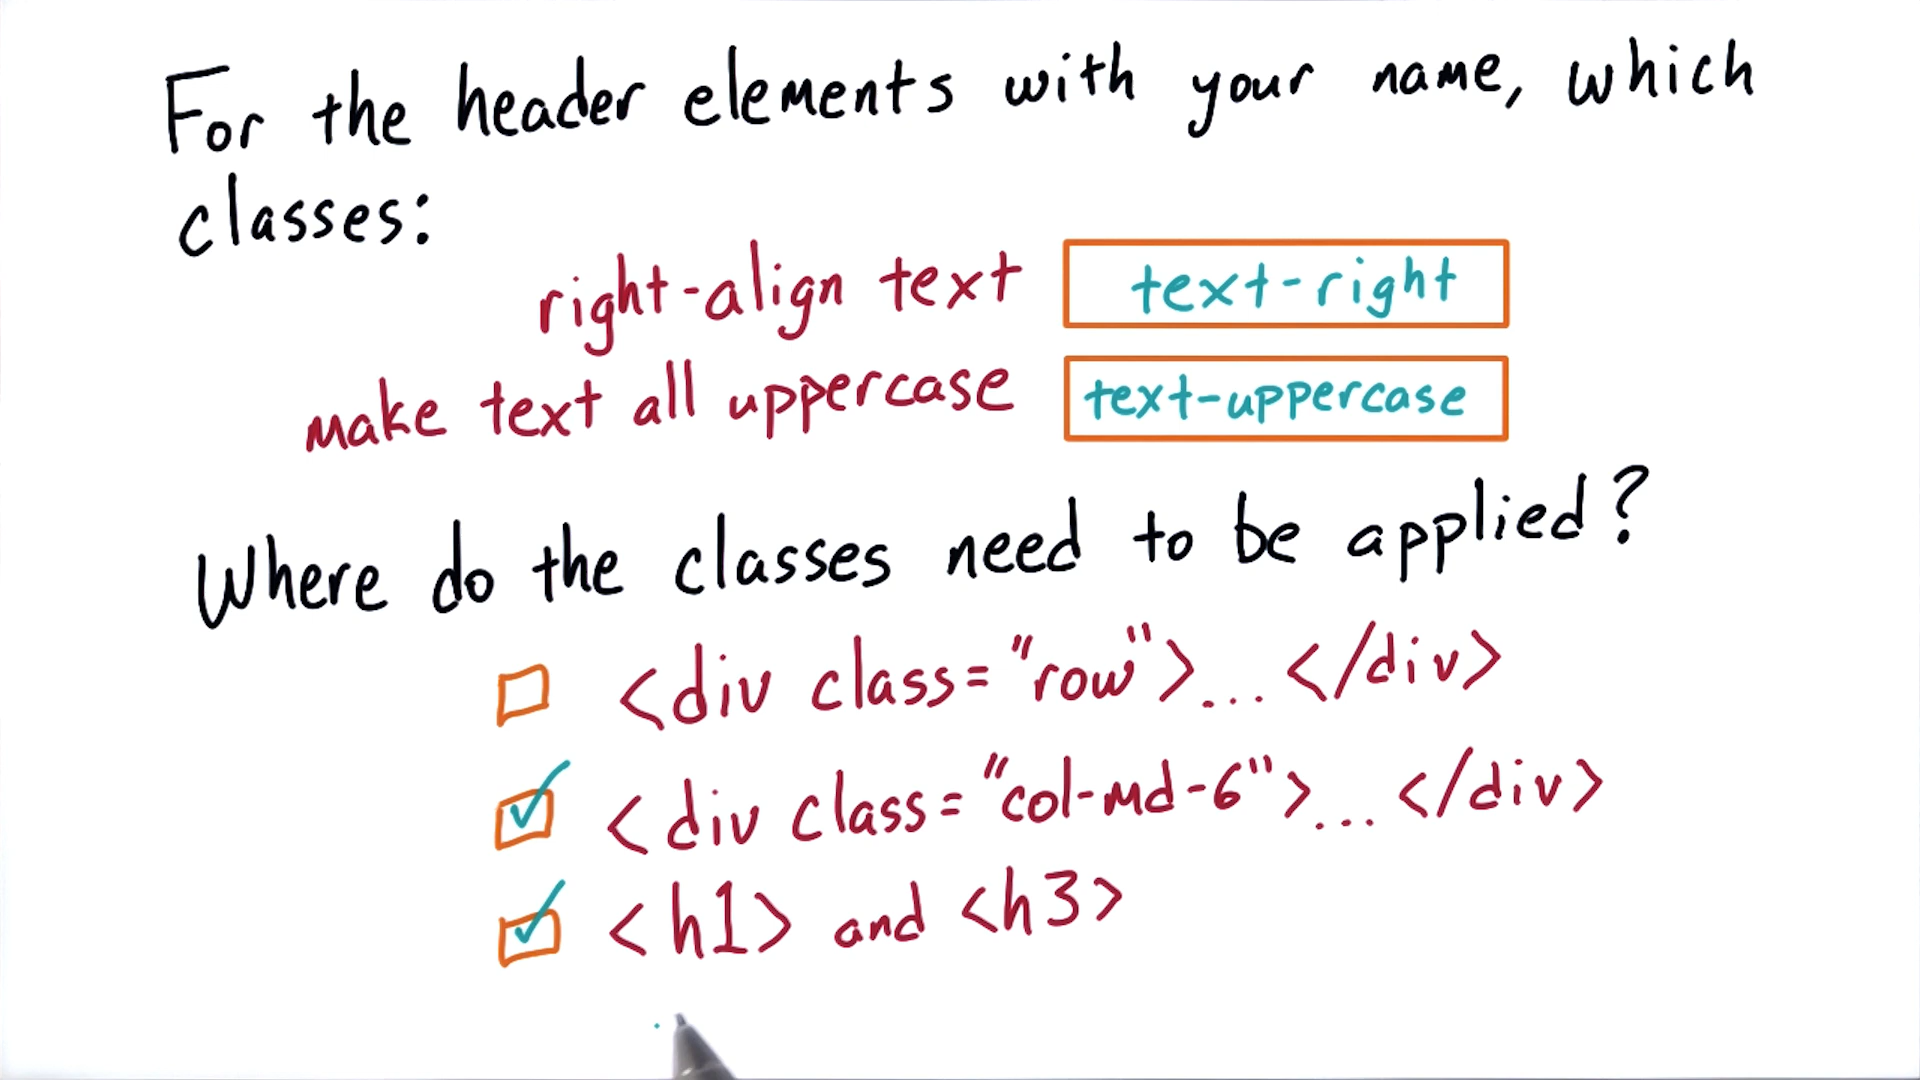 For the header elements with your name, which
classes:
right-align text text-right
make text all uppercase text-uppercase
Where do the classes need to be applied?
<div class="row">...</div>
<div class="col-md-6">...</div>
<h1> and <h3>